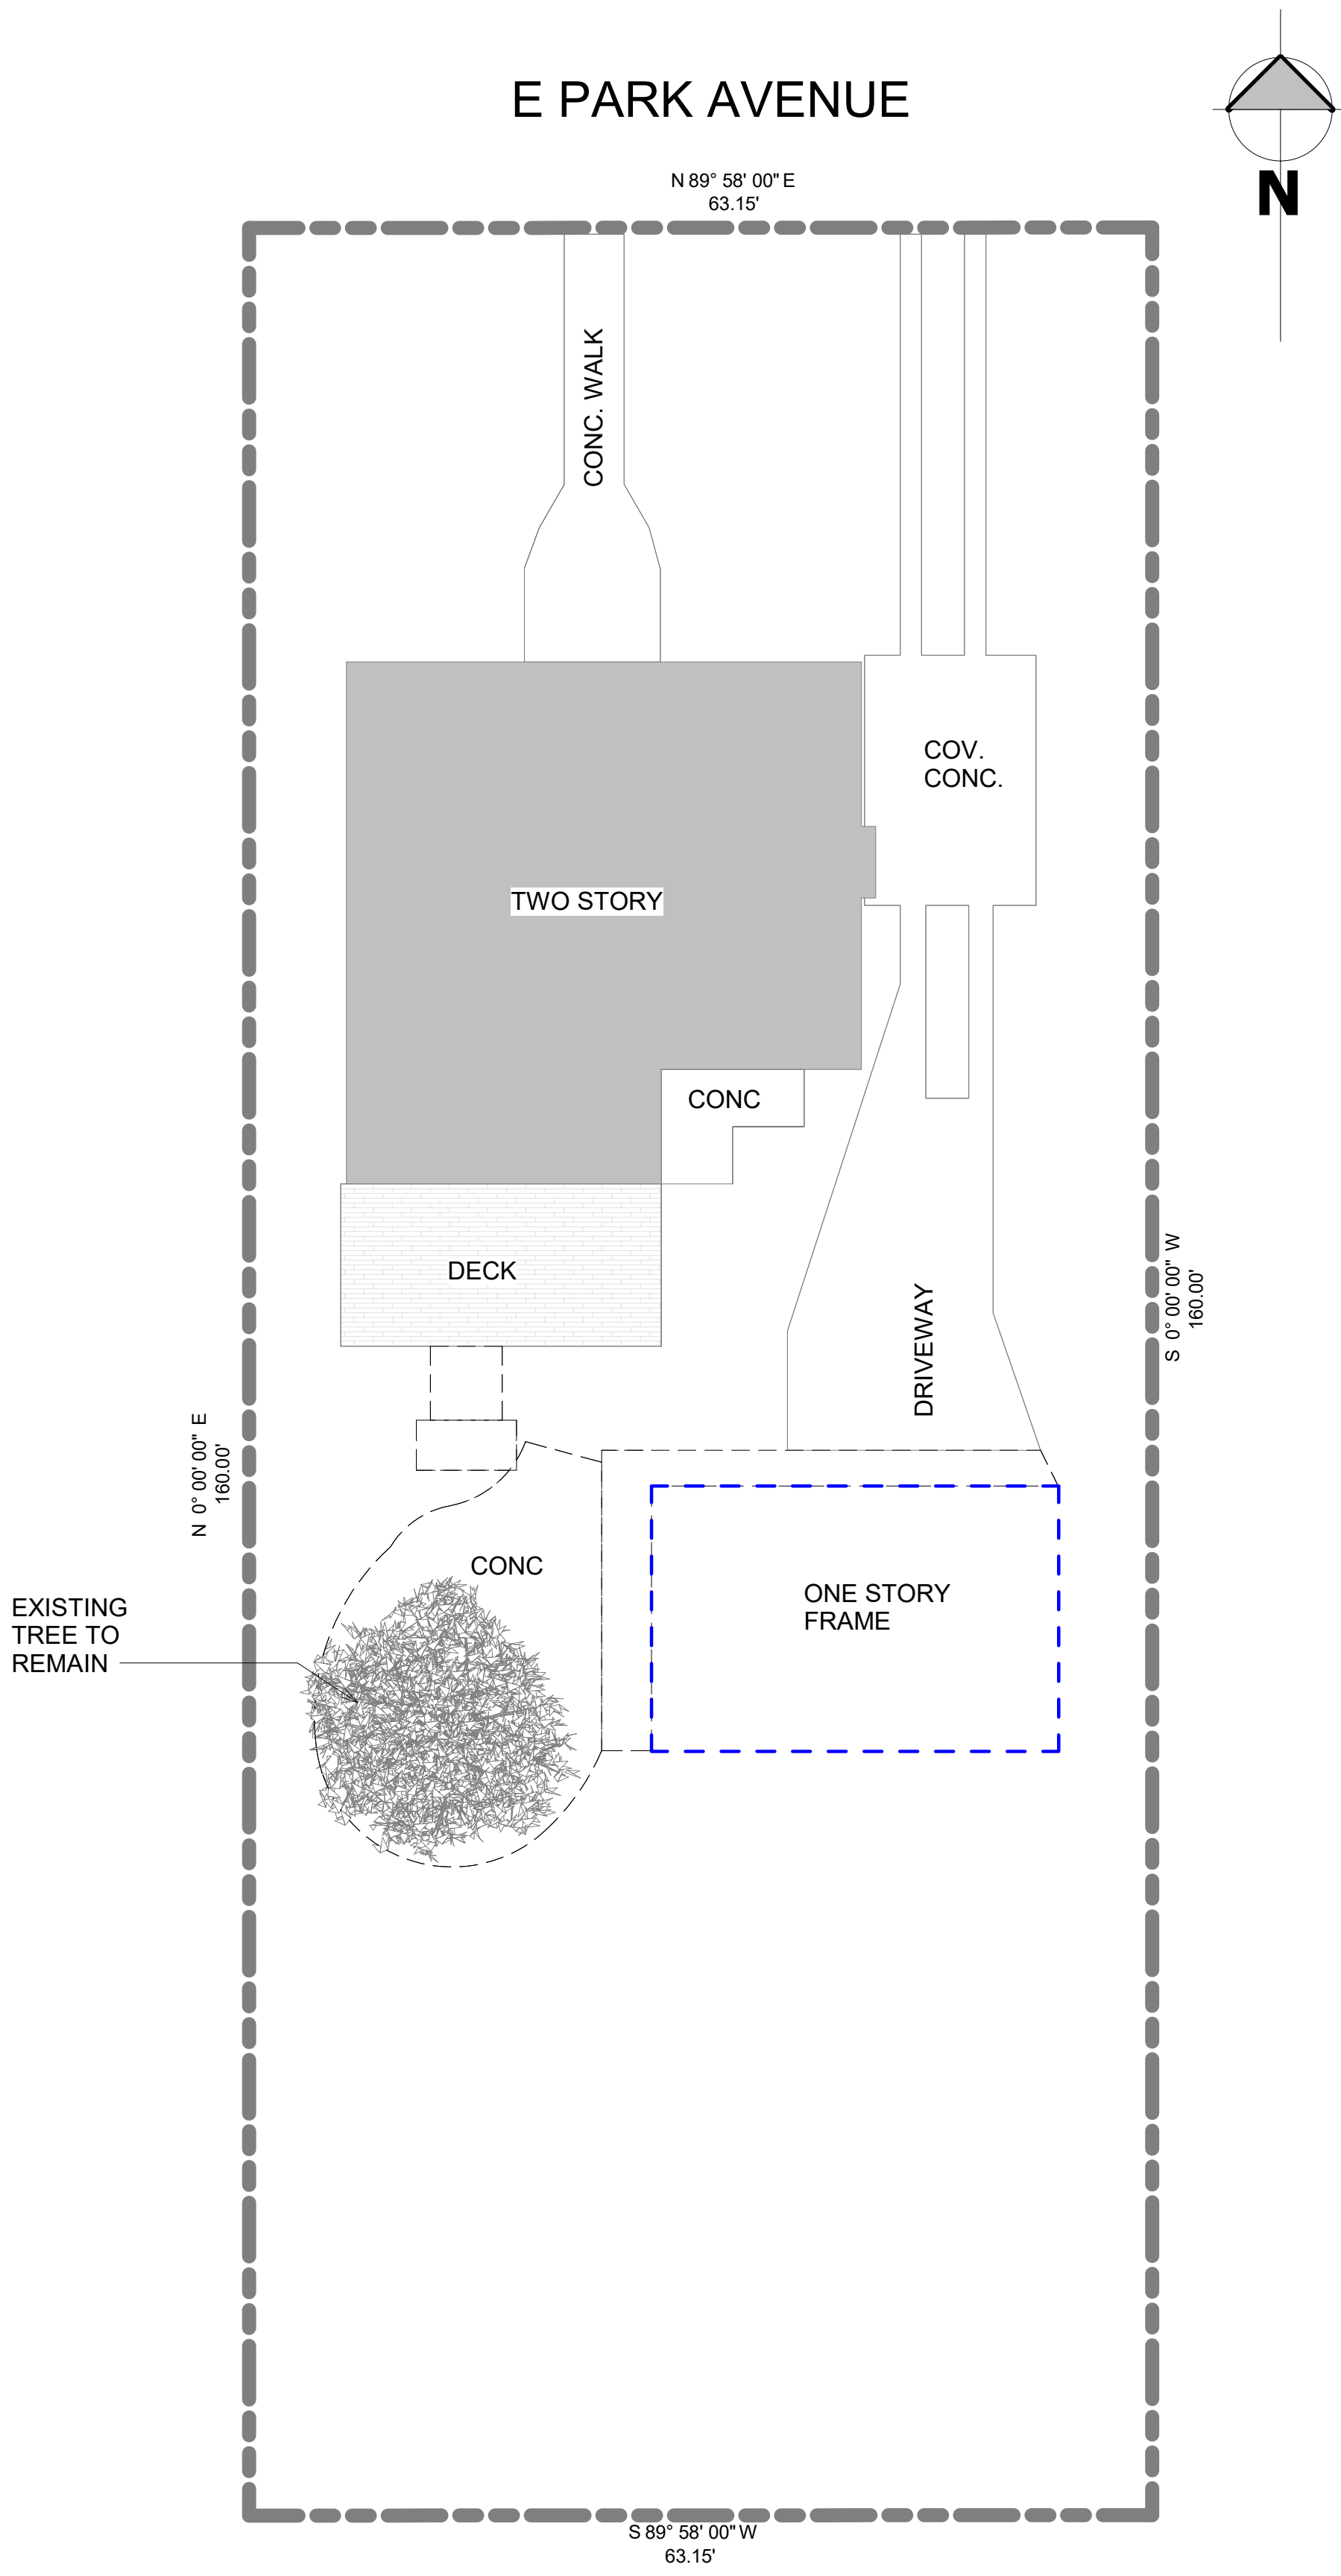 E PARK AVENUE
N 89° 58' 00" E
63.15'
N
CONC. WALK
COV.
CONC.
TWO STORY
CONC
DECK
DRIVEWAY
S 0° 00' 00" W
160.00'
N 0° 00' 00" E
160.00'
CONC
ONE STORY
FRAME
EXISTING
TREE TO
REMAIN
S 89° 58' 00" W
63.15'